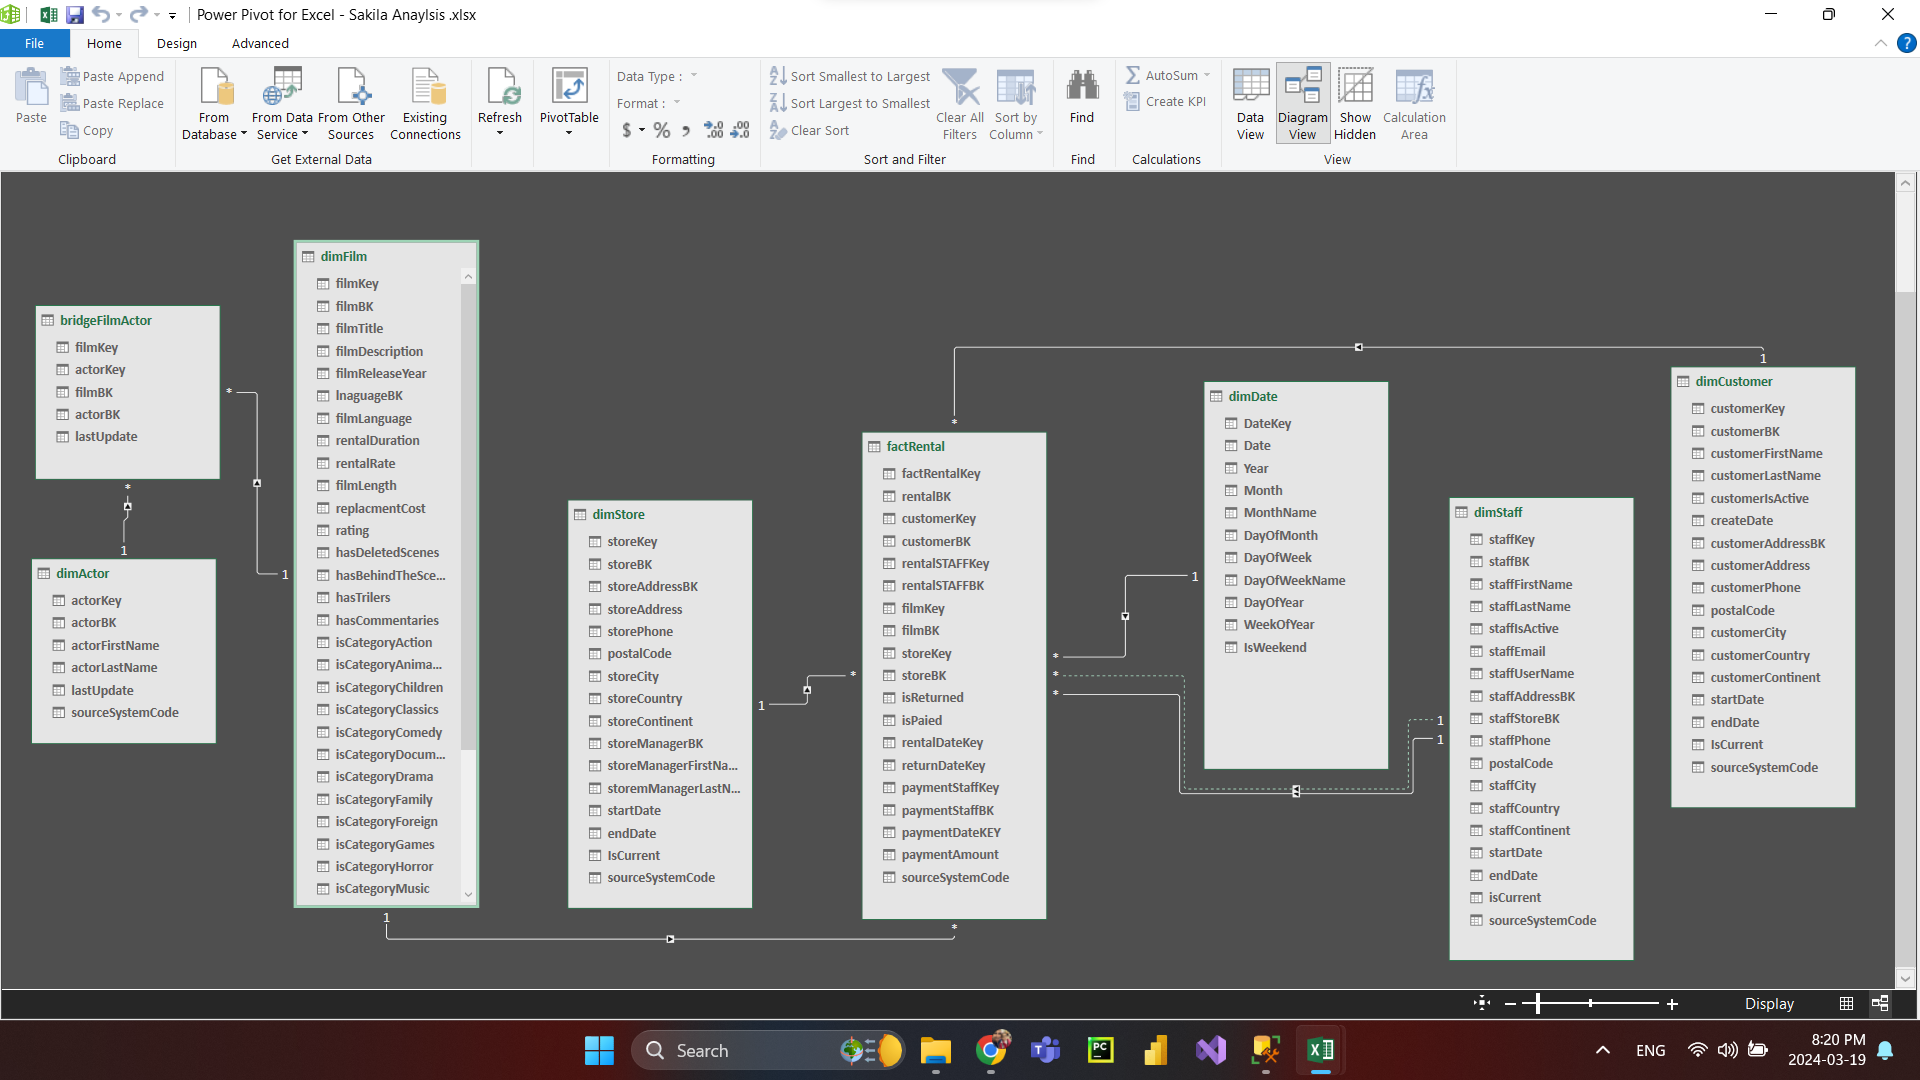 Power Pivot for Excel - Sakila Anaylsis .xlsx
File
Home
Design
Advanced
?
Paste
Paste Append
Paste Replace
Copy
Clipboard
From Database
From Data Service
From Other Sources
Existing Connections
Get External Data
Refresh
PivotTable
Data Type :
Format :
$ % ,
.00
.00
Formatting
Sort Smallest to Largest
Sort Largest to Smallest
Clear Sort
Clear All Filters
Sort by Column
Sort and Filter
Find
Find
AutoSum
Create KPI
Calculations
Data View
Diagram View
Show Hidden
Calculation Area
View
bridgeFilmActor
filmKey
actorKey
filmBK
actorBK
lastUpdate
*
*
1
dimActor
actorKey
actorBK
actorFirstName
actorLastName
lastUpdate
sourceSystemCode
1
dimFilm
filmKey
filmBK
filmTitle
filmDescription
filmReleaseYear
lnaguageBK
filmLanguage
rentalDuration
rentalRate
filmLength
replacmentCost
rating
hasDeletedScenes
hasBehindTheSce...
hasTrilers
hasCommentaries
isCategoryAction
isCategoryAnima...
isCategoryChildren
isCategoryClassics
isCategoryComedy
isCategoryDocum...
isCategoryDrama
isCategoryFamily
isCategoryForeign
isCategoryGames
isCategoryHorror
isCategoryMusic
1
dimStore
storeKey
storeBK
storeAddressBK
storeAddress
storePhone
postalCode
storeCity
storeCountry
storeContinent
storeManagerBK
storeManagerFirstNa...
storemManagerLastN...
startDate
endDate
IsCurrent
sourceSystemCode
1
*
*
factRental
factRentalKey
rentalBK
customerKey
customerBK
rentalSTAFFKey
rentalSTAFFBK
filmKey
filmBK
storeKey
storeBK
isReturned
isPaied
rentalDateKey
returnDateKey
paymentStaffKey
paymentStaffBK
paymentDateKEY
paymentAmount
sourceSystemCode
*
*
*
*
1
dimDate
DateKey
Date
Year
Month
MonthName
DayOfMonth
DayOfWeek
DayOfWeekName
DayOfYear
WeekOfYear
IsWeekend
1
1
dimStaff
staffKey
staffBK
staffFirstName
staffLastName
staffIsActive
staffEmail
staffUserName
staffAddressBK
staffStoreBK
staffPhone
postalCode
staffCity
staffCountry
staffContinent
startDate
endDate
isCurrent
sourceSystemCode
1
dimCustomer
customerKey
customerBK
customerFirstName
customerLastName
customerIsActive
createDate
customerAddressBK
customerAddress
customerPhone
postalCode
customerCity
customerCountry
customerContinent
startDate
endDate
IsCurrent
sourceSystemCode
Display
Search
PC
ENG
8:20 PM
2024-03-19